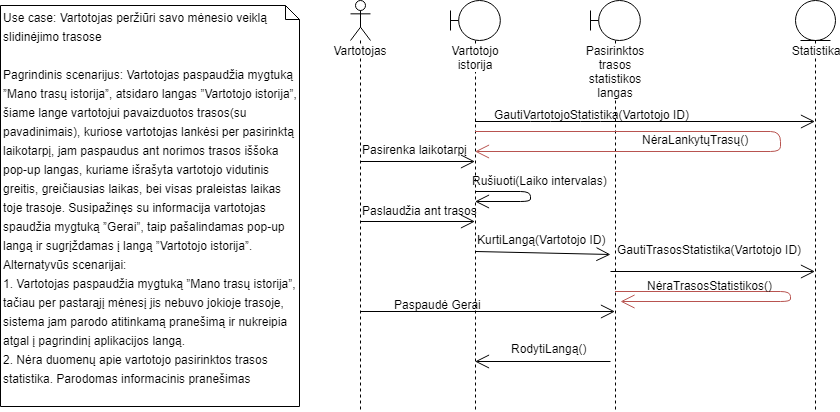 Use case: Vartotojas peržiūri savo mėnesio veiklą
slidinėjimo trasose
Pagrindinis scenarijus: Vartotojas paspaudžia mygtuką
"Mano trasų istorija", atsidaro langas "Vartotojo istorija",
šiame lange vartotojui pavaizduotos trasos(su
pavadinimais), kuriose vartotojas lankėsi per pasirinktą
laikotarpį, jam paspaudus ant norimos trasos iššoka
pop-up langas, kuriame išrašyta vartotojo vidutinis
greitis, greičiausias laikas, bei visas praleistas laikas
toje trasoje. Susipažinęs su informacija vartotojas
spaudžia mygtuką "Gerai", taip pašalindamas pop-up
langą ir sugrįždamas į langą "Vartotojo istorija".
Alternatyvūs scenarijai:
1. Vartotojas paspaudžia mygtuką "Mano trasų istorija",
tačiau per pastarąjį mėnesį jis nebuvo jokioje trasoje,
sistema jam parodo atitinkamą pranešimą ir nukreipia
atgal į pagrindinį aplikacijos langą.
2. Nėra duomenų apie vartotojo pasirinktos trasos
statistika. Parodomas informacinis pranešimas
Vartotojas
Vartotojo
istorija
Pasirinktos
trasos
statistikos
langas
Statistika
GautiVartotojoStatistika(Vartotojo ID)
NėraLankytųTrasų()
Pasirenka laikotarpį
Rušiuoti(Laiko intervalas)
Paslaudžia ant trasos
KurtiLangą(Vartotojo ID)
GautiTrasosStatistika(Vartotojo ID)
NėraTrasosStatistikos()
Paspaudė Gerai
RodytiLangą()